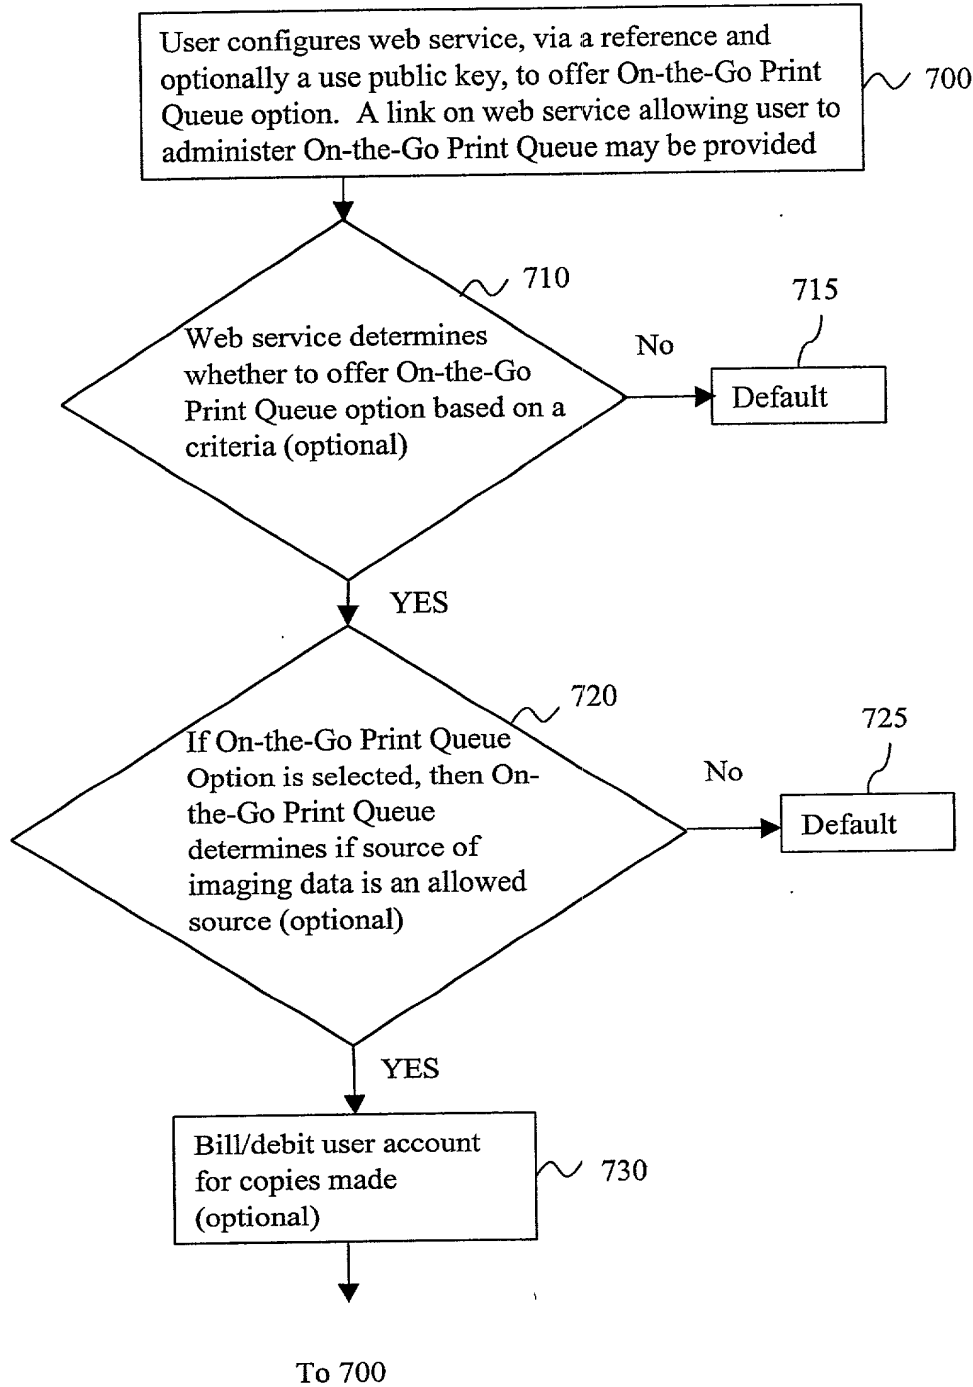 User configures web service, via a reference and
optionally a use public key, to offer On-the-Go Print
Queue option. A link on web service allowing user to
administer On-the-Go Print Queue may be provided
700
710
Web service determines
whether to offer On-the-Go
Print Queue option based on a
criteria (optional)
No
715
Default
YES
720
If On-the-Go Print Queue
Option is selected, then On-
the-Go Print Queue
determines if source of
imaging data is an allowed
source (optional)
No
725
Default
YES
Bill/debit user account
for copies made
(optional)
730
To 700